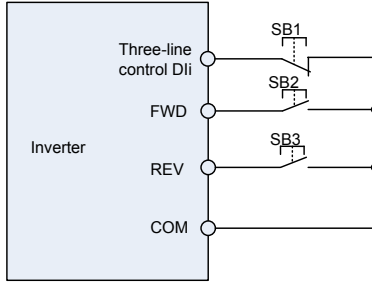 SB1
Three-line
control DIi
SB2
FWD
SB3
Inverter
REV
COM